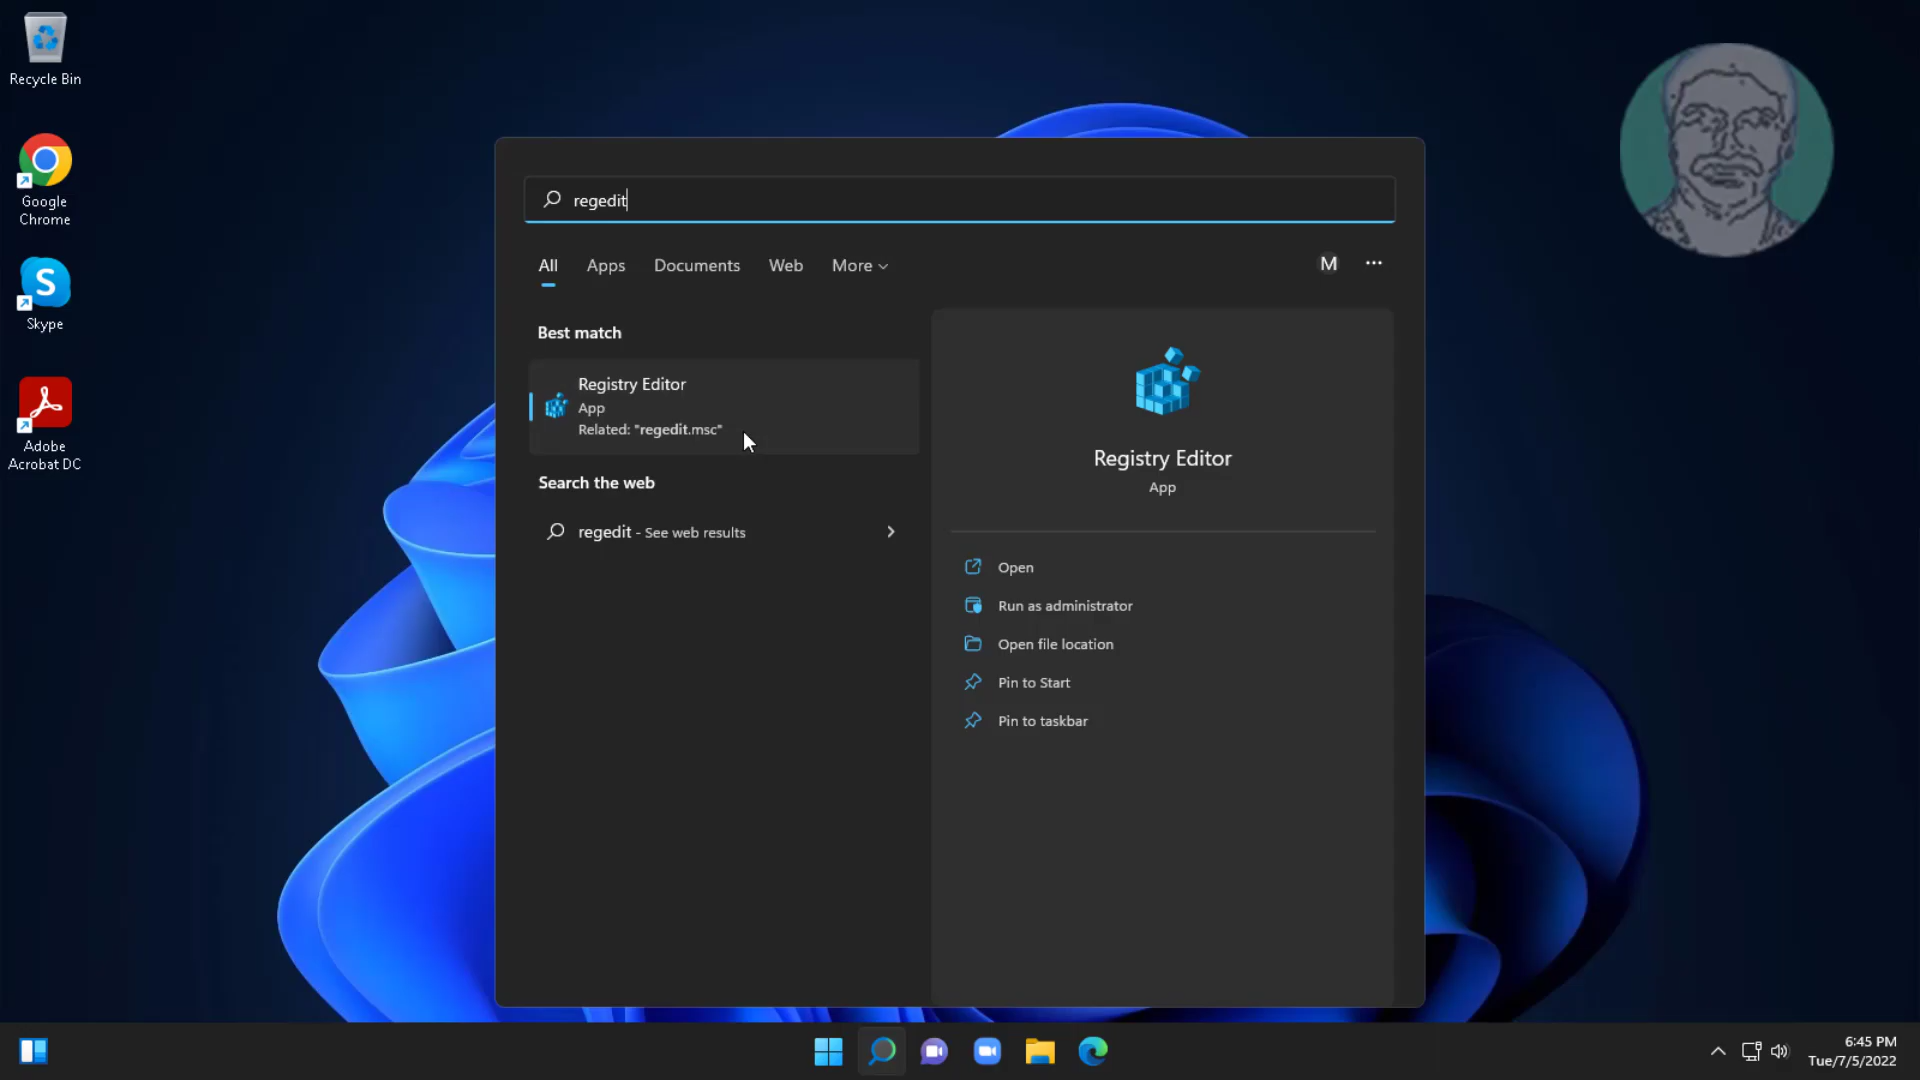 Recycle Bin
Google
Chrome
S
Skype
Adobe
Acrobat DC
regedit
All Apps Documents Web More
M
Best match
Registry Editor
App
Related: "regedit.msc"
Search the web
regedit - See web results
Registry Editor
App
Open
Run as administrator
Open file location
Pin to Start
Pin to taskbar
6:45 PM
Tue/7/5/2022